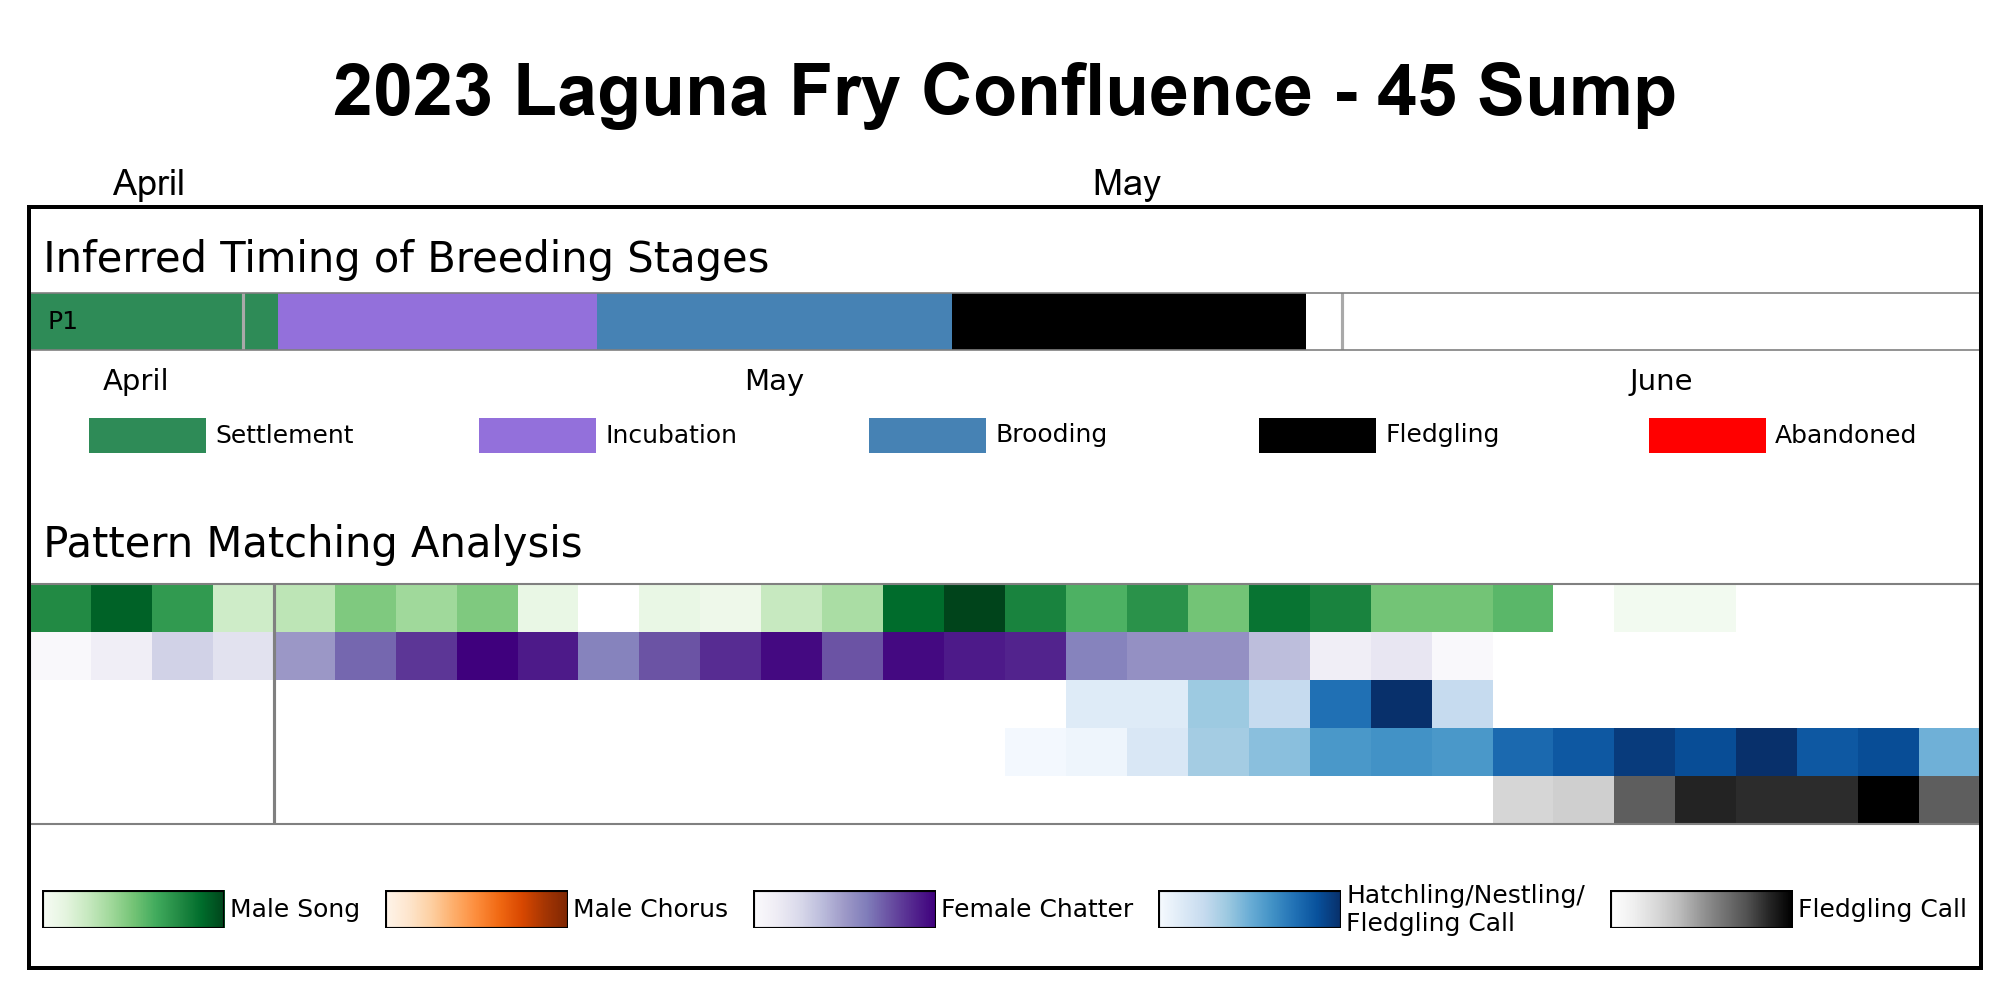 2023 Laguna Fry Confluence - 45 Sump
April May
Inferred Timing of Breeding Stages
P1
April May June
Settlement Incubation Brooding Fledgling Abandoned
Pattern Matching Analysis
Male Song Male Chorus Female Chatter Hatchling/Nestling/
Fledgling Call Fledgling Call